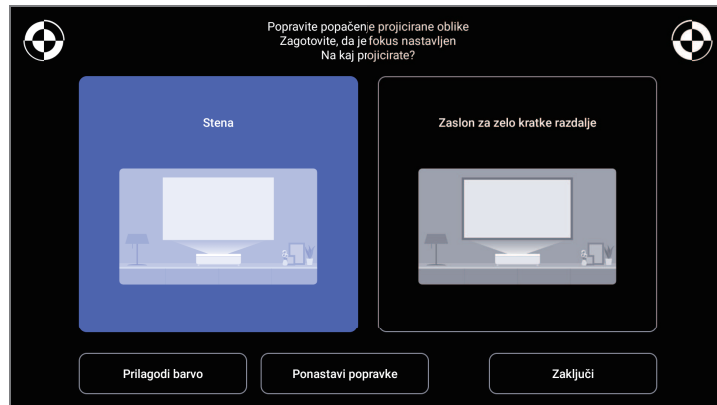 Popravite popačenje projicirane oblike
Zagotovite, da je fokus nastavljen
Na kaj projicirate?
Stena
Zaslon za zelo kratke razdalje
Prilagodi barvo
Ponastavi popravke
Zaključi